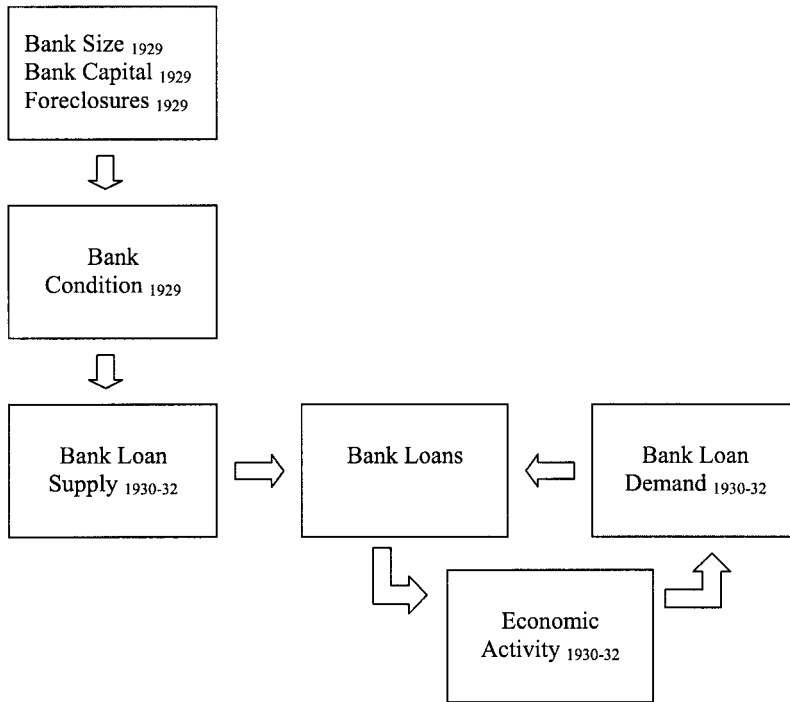 Bank Size 1929
Bank Capital 1929
Foreclosures 1929
Bank
Condition 1929
Bank Loan
Supply 1930-32
Bank Loans
Bank Loan
Demand 1930-32
Economic
Activity 1930-32